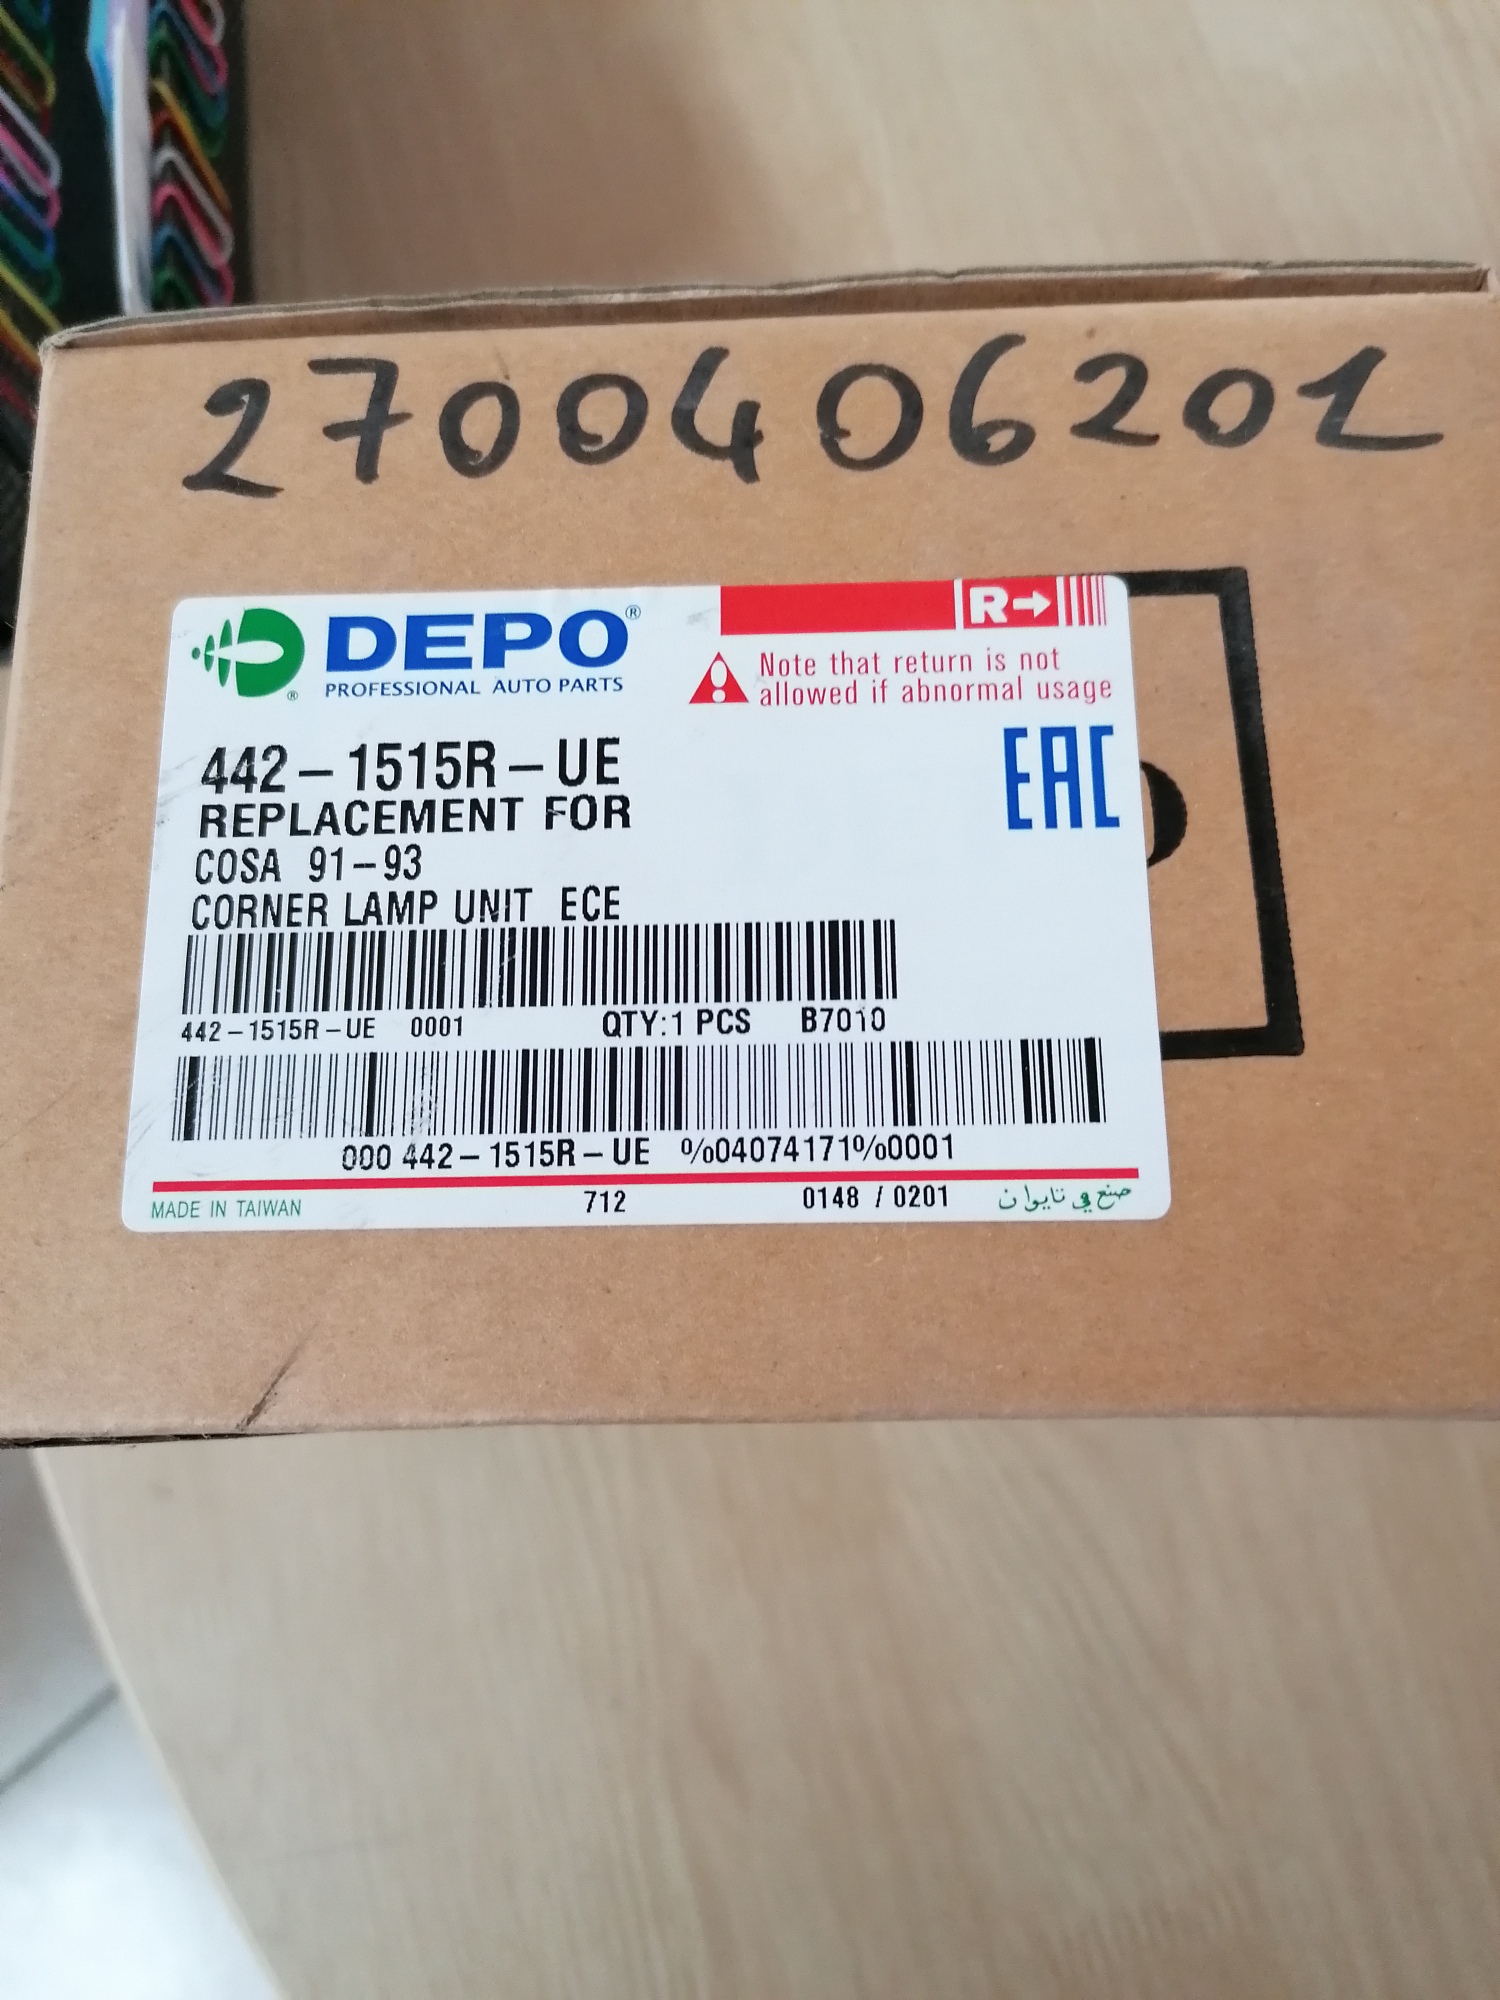 2700406201
DEPO®
PROFESSIONAL AUTO PARTS
®
R→
Note that return is not
allowed if abnormal usage
442-1515R-UE
REPLACEMENT FOR
COSA 91-93
CORNER LAMP UNIT ECE
EAC
442-1515R-UE 0001 QTY:1 PCS B7010
000 442-1515R-UE %04074171%0001
MADE IN TAIWAN 712 0148 / 0201 صنع في تايوان